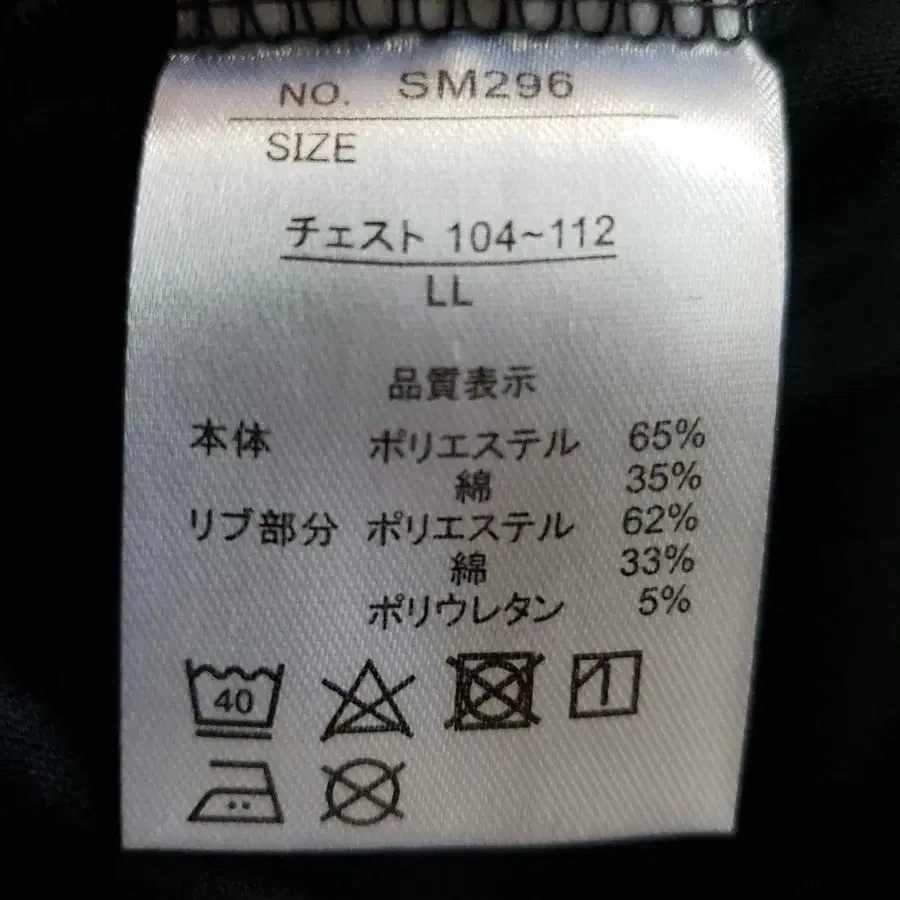 NO. SM296
SIZE
チェスト 104~112
LL
品質表示
本体 ポリエステル 65%
綿 35%
リブ部分 ポリエステル 62%
綿 33%
ポリウレタン 5%
40